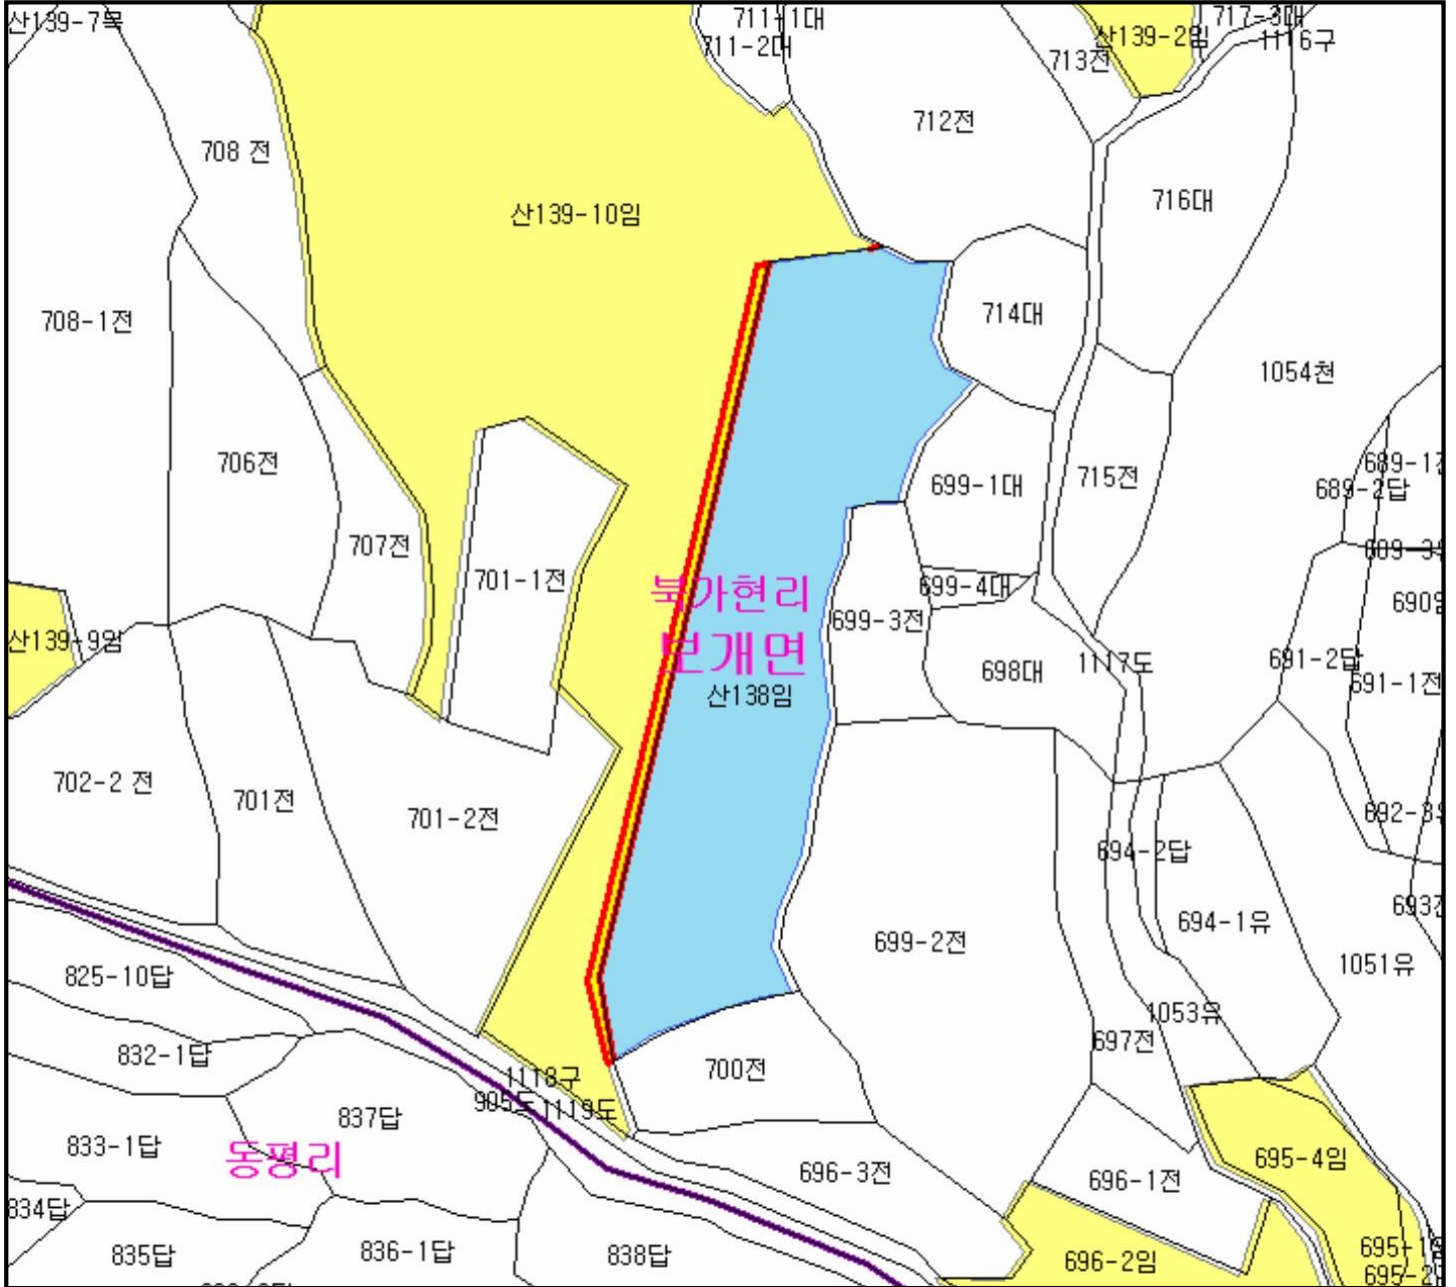 산139-7목
711-1대
717-3대
711-2대
산139-2임
1116구
713전
712전
708 전
716대
산139-10임
714대
708-1전
1054천
706전
689-1전
699-1대
715전
689-2답
707전
701-1전
699-4대
690임
북가현리
699-3전
산139-9임
보개면
698대
1117도
691-2답
691-1전
산138임
702-2 전
701전
701-2전
694-2답
694-1유
699-2전
1051유
825-10답
1053유
697전
832-1답
700전
1118구
905도
1119도
837답
833-1답
동평리
695-4임
696-3전
696-1전
834답
835답
836-1답
838답
696-2임